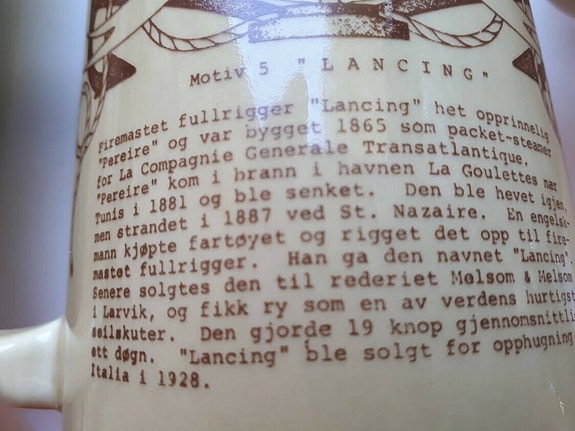 Motiv 5 "LANCING"
Firemastet fullrigger "Lancing" het opprinnelig
"Pereire" og var bygget 1865 som packet-steamer
for La Compagnie Generale Transatlantique.
"Pereire" kom i brann i havnen La Goulettes nær
Tunis i 1881 og ble senket. Den ble hevet igjen,
men strandet i 1887 ved St. Nazaire. En engelsk-
mann kjøpte fartøyet og rigget det opp til fire-
mastet fullrigger. Han ga den navnet "Lancing".
Senere solgtes den til rederiet Melsom & Melsom
i Larvik, og fikk ry som en av verdens hurtigst
seilskuter. Den gjorde 19 knop gjennomsnittli
ett døgn. "Lancing" ble solgt for opphugning
Italia i 1928.